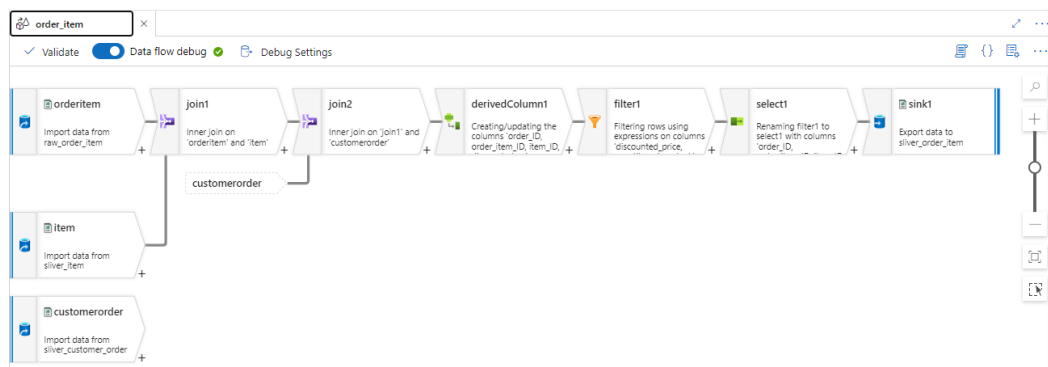 order_item
Validate
Data flow debug
Debug Settings
orderitem
Import data from
raw_order_item
join1
Inner join on
'orderitem' and 'item'
join2
Inner join on 'join1' and
'customerorder'
derivedColumn1
Creating/updating the
columns 'order_ID,
order_item_ID, item_ID,
filter1
Filtering rows using
expressions on columns
'discounted_price,
select1
Renaming filter1 to
select1 with columns
'order_ID,
sink1
Export data to
sliver_order_item
customerorder
item
Import data from
sliver_item
customerorder
Import data from
sliver_customer_order